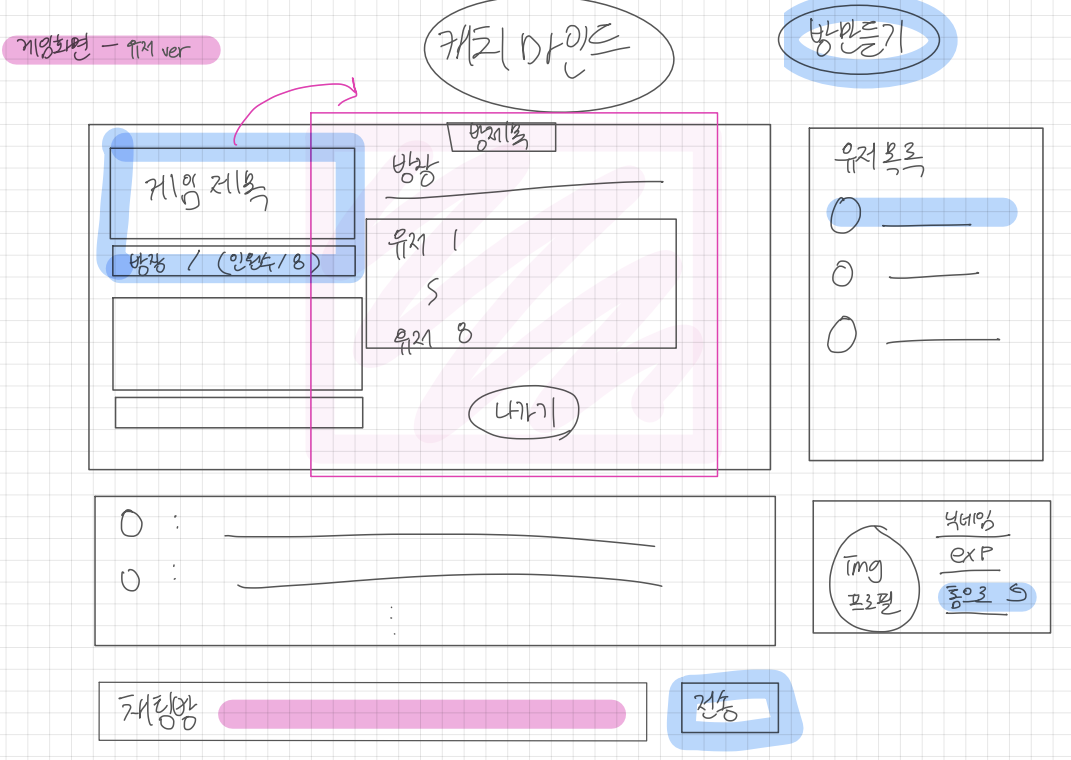 게임화면 - 유저 ver
캐치마인드
방만들기
방제목
방장
게임 제목
방장 / (인원수/8)
유저 1
유저 8
나가기
유저목록
닉네임
exp
img
프로필
홈으로
채팅방
전송